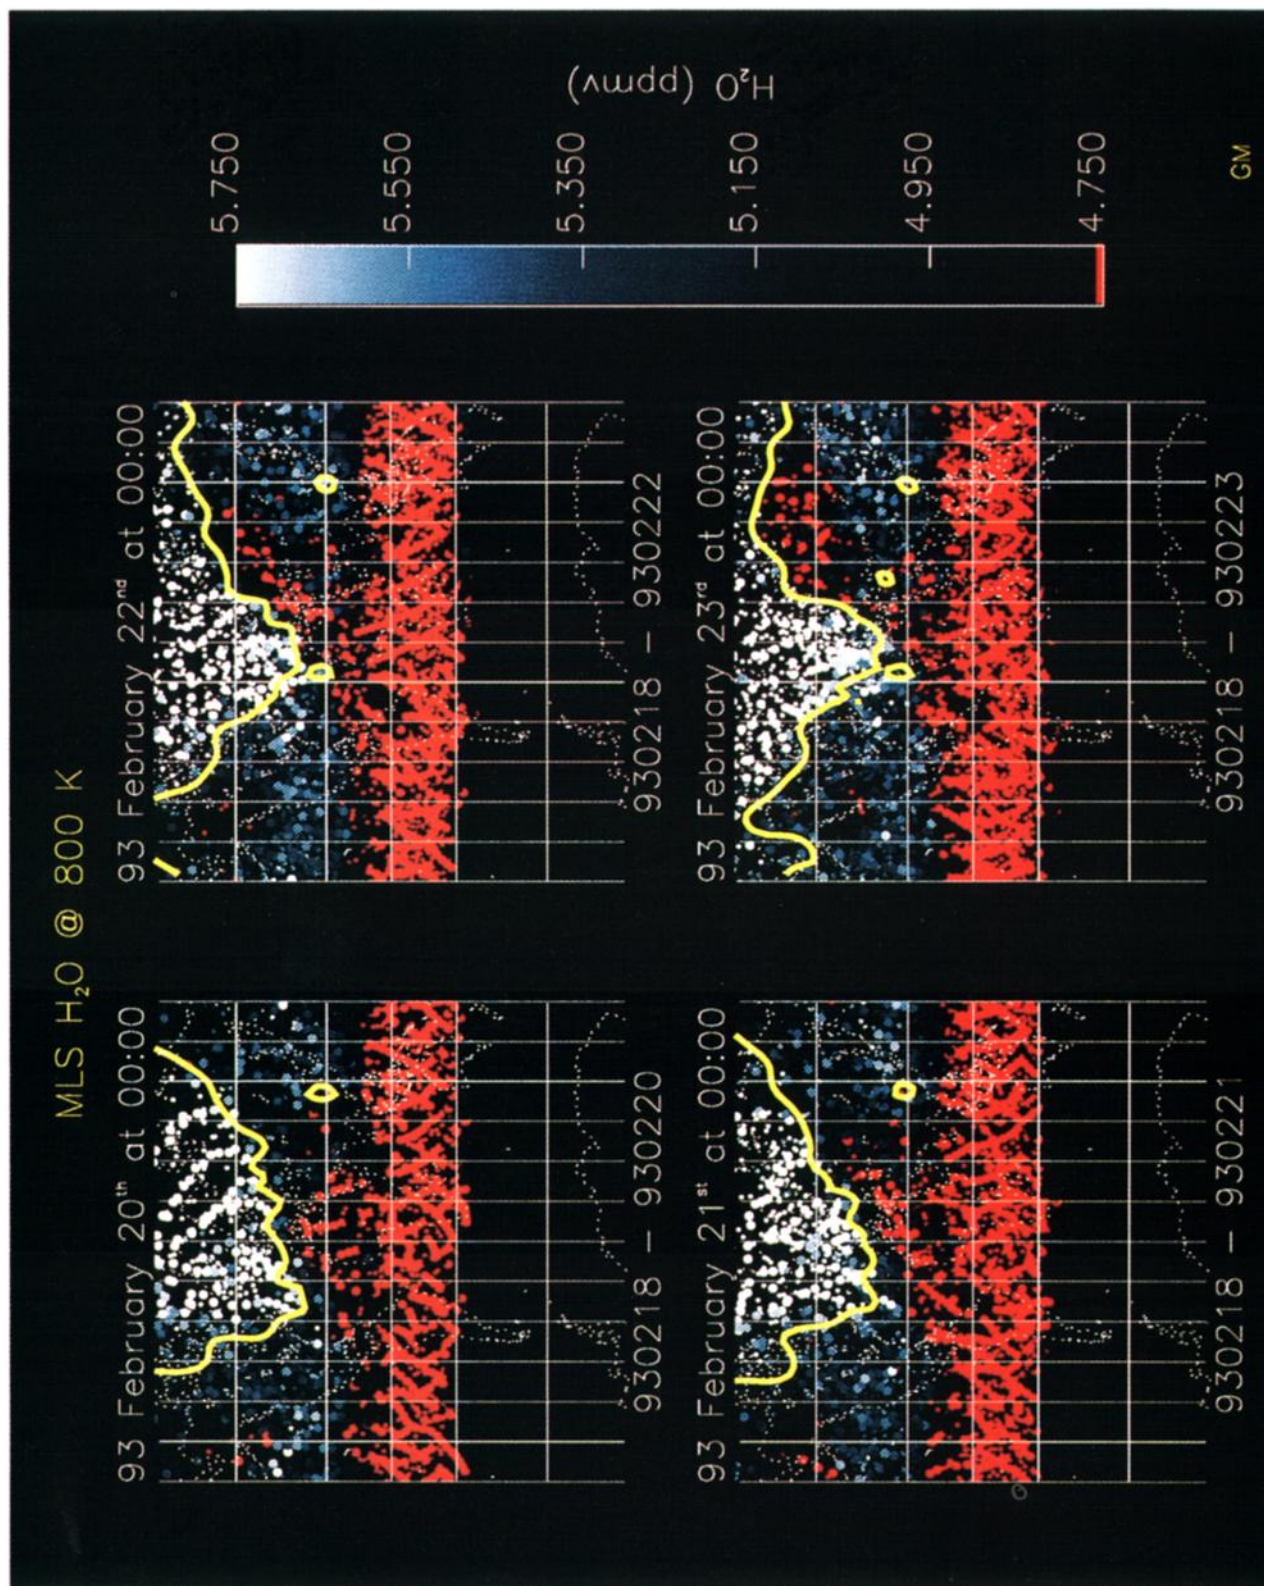 MLS H₂O @ 800 K
93 February 20ᵗʰ at 00:00
930218 – 930220
93 February 22ⁿᵈ at 00:00
930218 – 930222
93 February 21ˢᵗ at 00:00
930218 – 930221
93 February 23ʳᵈ at 00:00
930218 – 930223
5.750
5.550
5.350
5.150
4.950
4.750
H₂O (ppmv)
GM